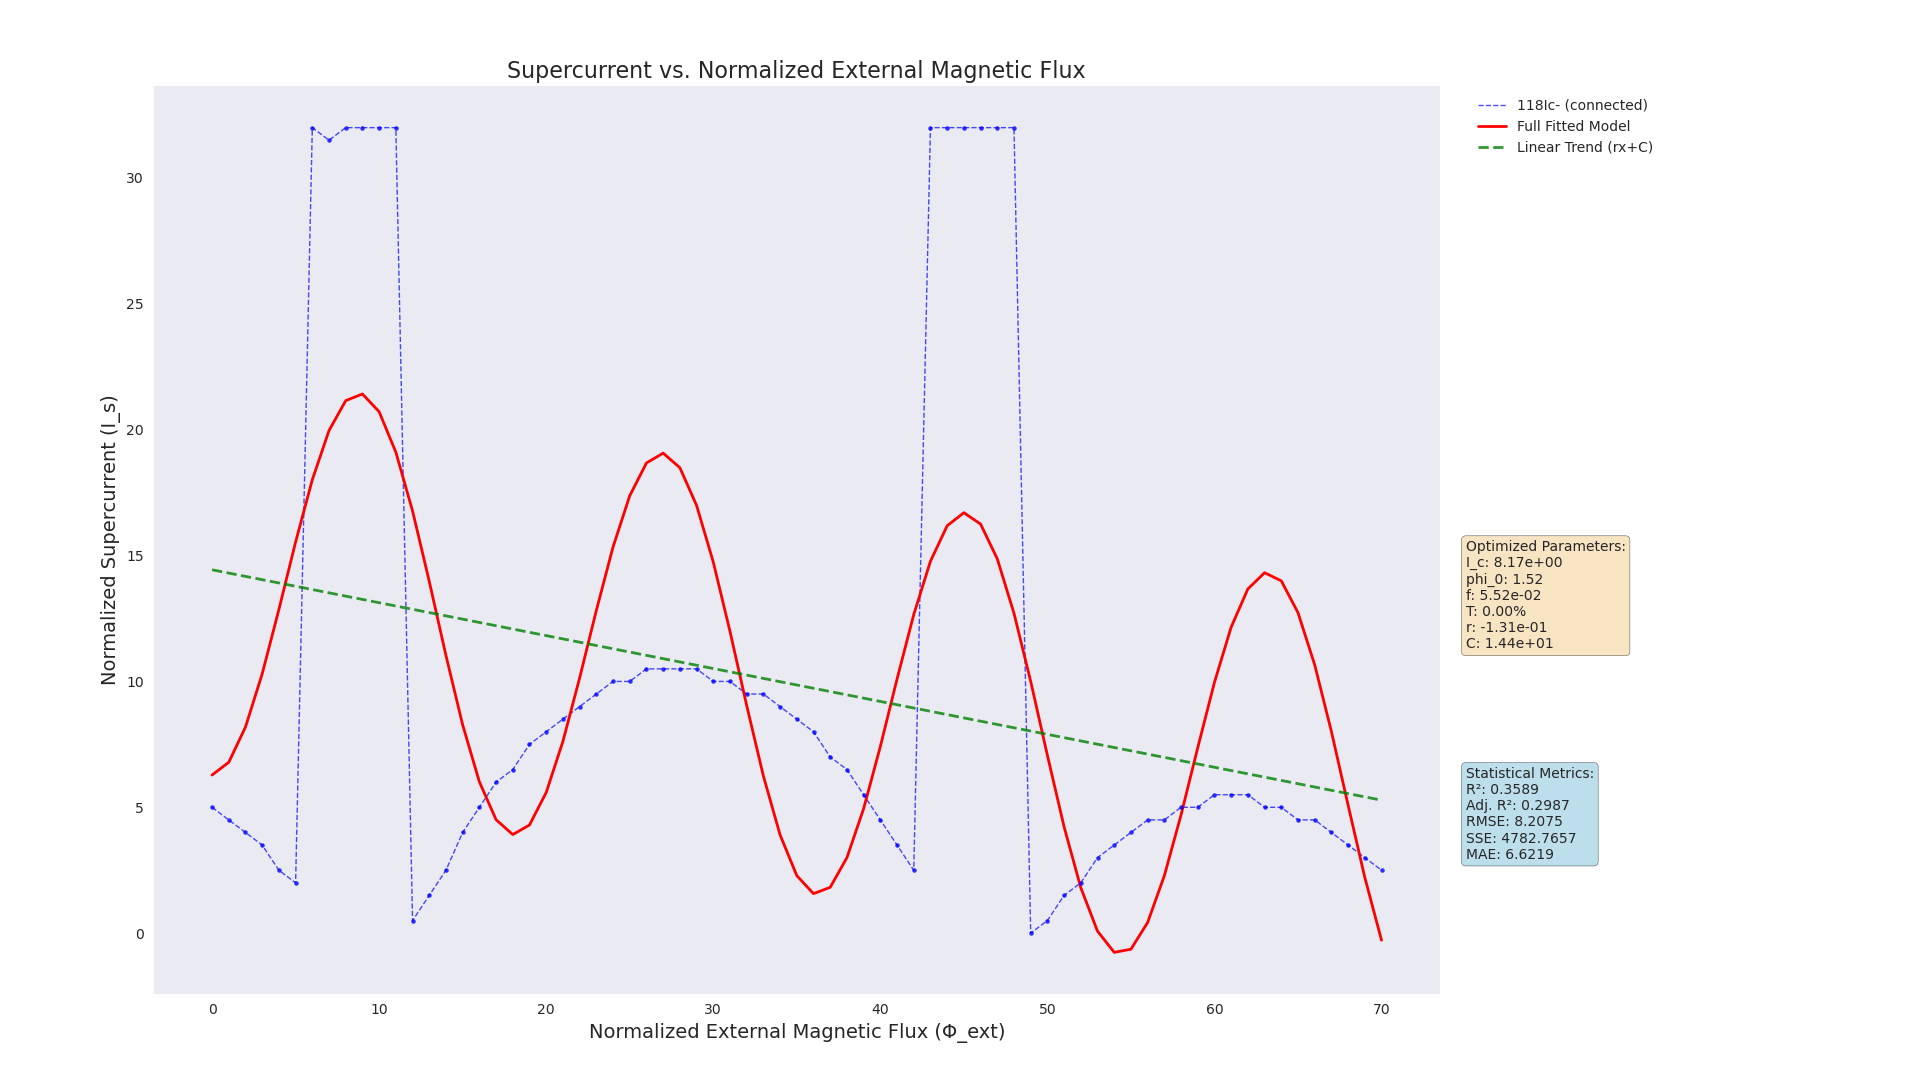 Supercurrent vs. Normalized External Magnetic Flux
118Ic- (connected)
Full Fitted Model
Linear Trend (rx+C)
Normalized Supercurrent (I_s)
30
25
20
15
10
5
0
0 10 20 30 40 50 60 70
Normalized External Magnetic Flux (Φ_ext)
Optimized Parameters:
I_c: 8.17e+00
phi_0: 1.52
f: 5.52e-02
T: 0.00%
r: -1.31e-01
C: 1.44e+01
Statistical Metrics:
R²: 0.3589
Adj. R²: 0.2987
RMSE: 8.2075
SSE: 4782.7657
MAE: 6.6219